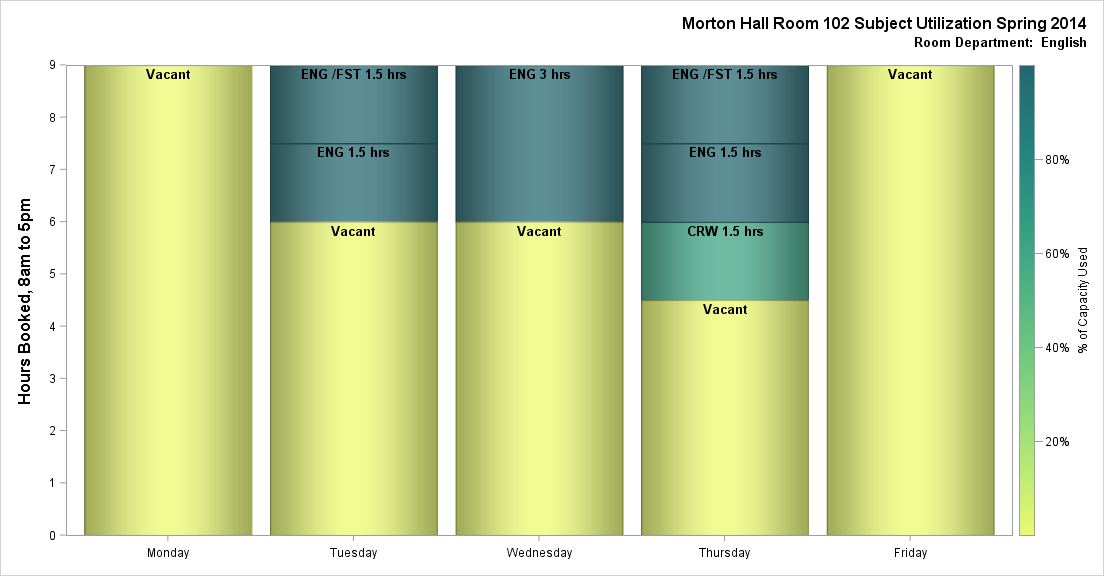 Morton Hall Room 102 Subject Utilization Spring 2014
Room Department: English
Hours Booked, 8am to 5pm
9
8
7
6
5
4
3
2
1
0
Vacant
ENG /FST 1.5 hrs
ENG 1.5 hrs
Vacant
ENG 3 hrs
Vacant
ENG /FST 1.5 hrs
ENG 1.5 hrs
CRW 1.5 hrs
Vacant
Vacant
Monday
Tuesday
Wednesday
Thursday
Friday
80%
60%
40%
20%
% of Capacity Used